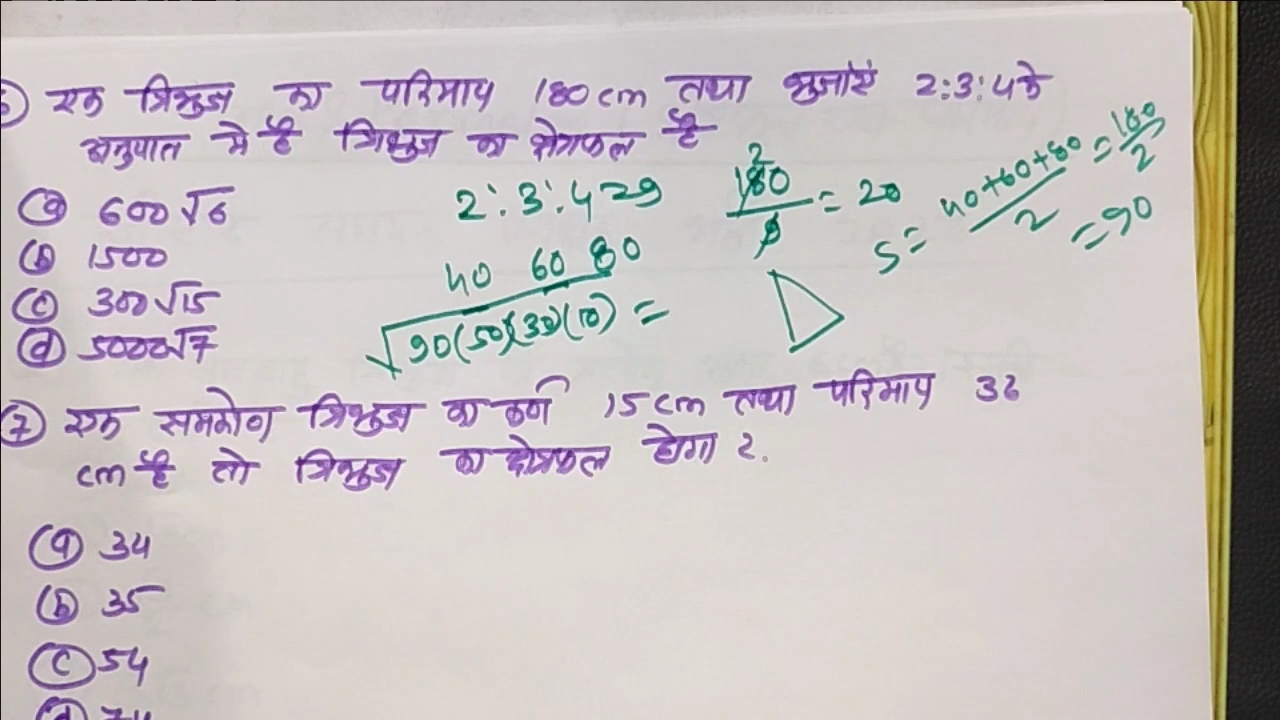 6) एक त्रिभुज का परिमाप 180 cm तथा भुजाएं 2:3:4 के
अनुपात मे है त्रिभुज का क्षेत्रफल है
(a) 600√6
(b) 1500
(c) 300√15
(d) 5000√7
2:3:4 = 9
40 60 80
√90(50)(30)(10) =
180/9 = 20
2
S = 40+60+80/2 = 180/2
= 90
(7) एक समकोण त्रिभुज का कर्ण 15 cm तथा परिमाप 36
cm है तो त्रिभुज का क्षेत्रफल होगा ?.
(a) 34
(b) 35
(c) 54
(d)